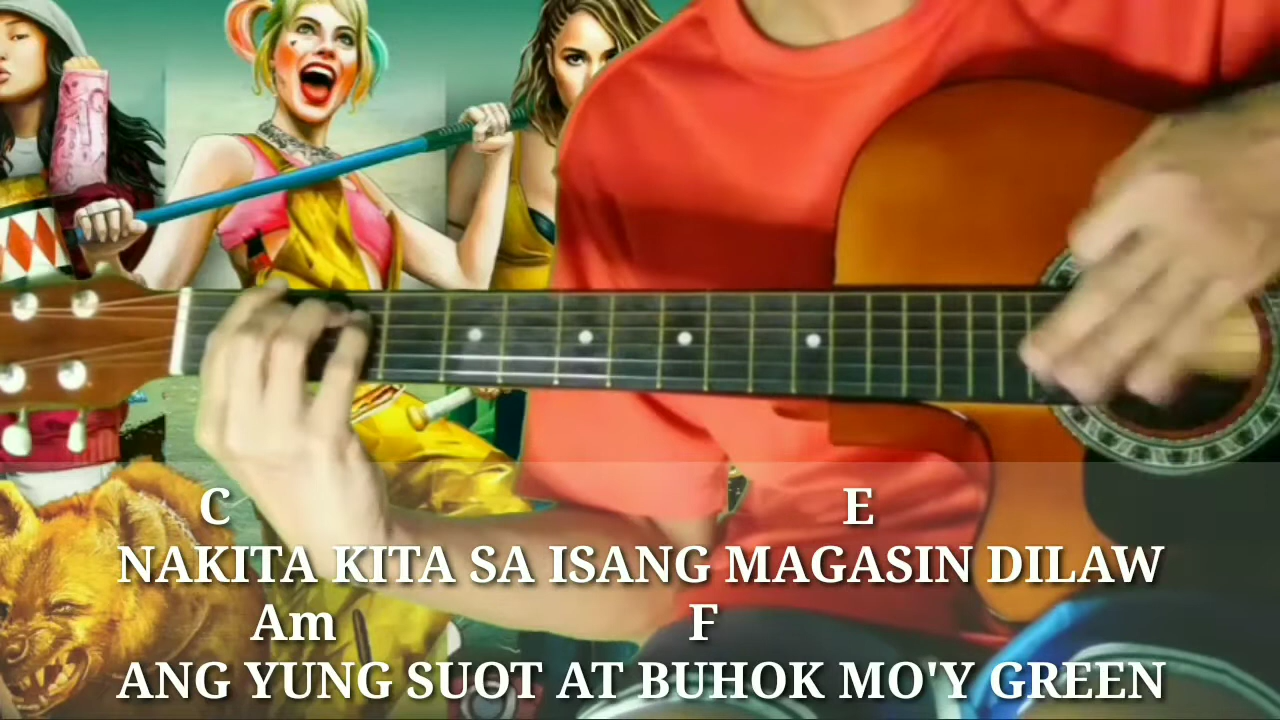 C E
NAKITA KITA SA ISANG MAGASIN DILAW
Am F
ANG YUNG SUOT AT BUHOK MO'Y GREEN